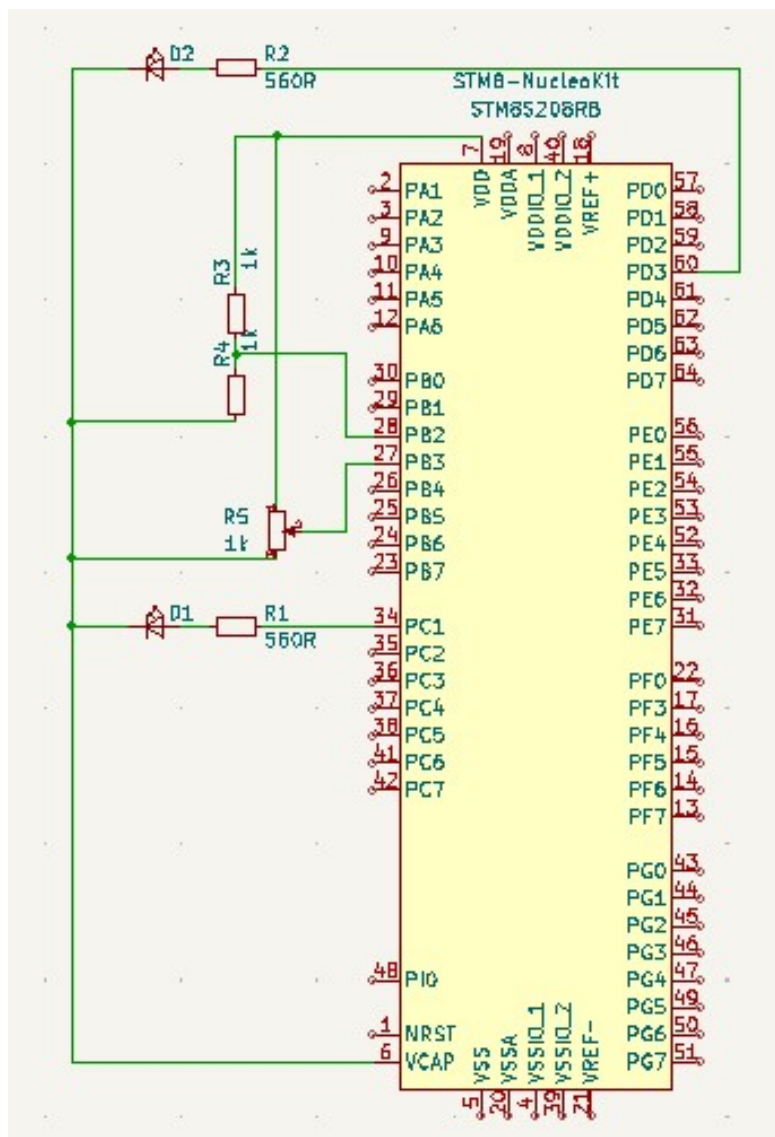 D2
R2
560R
STM8-NucleoKit
STM8S208RB
7
19
8
40
18
VDD
VDDA
VDDIO_1
VDDIO_2
VREF+
2 PA1
3 PA2
9 PA3
10 PA4
11 PA5
12 PA6
PD0 57
PD1 58
PD2 59
PD3 60
PD4 61
PD5 62
PD6 63
PD7 64
R3
1k
R4
1k
30 PB0
29 PB1
28 PB2
27 PB3
26 PB4
25 PB5
24 PB6
23 PB7
PE0 56
PE1 55
PE2 54
PE3 53
PE4 52
PE5 33
PE6 32
PE7 31
R5
1k
1
2
D1
R1
560R
34 PC1
35 PC2
36 PC3
37 PC4
38 PC5
41 PC6
42 PC7
PF0 22
PF3 17
PF4 16
PF5 15
PF6 14
PF7 13
PG0 43
PG1 44
PG2 45
PG3 46
PG4 47
PG5 49
PG6 50
PG7 51
48 PI0
1 NRST
6 VCAP
VSS
VSSA
VSSIO_1
VSSIO_2
VREF-
5
20
4
39
21